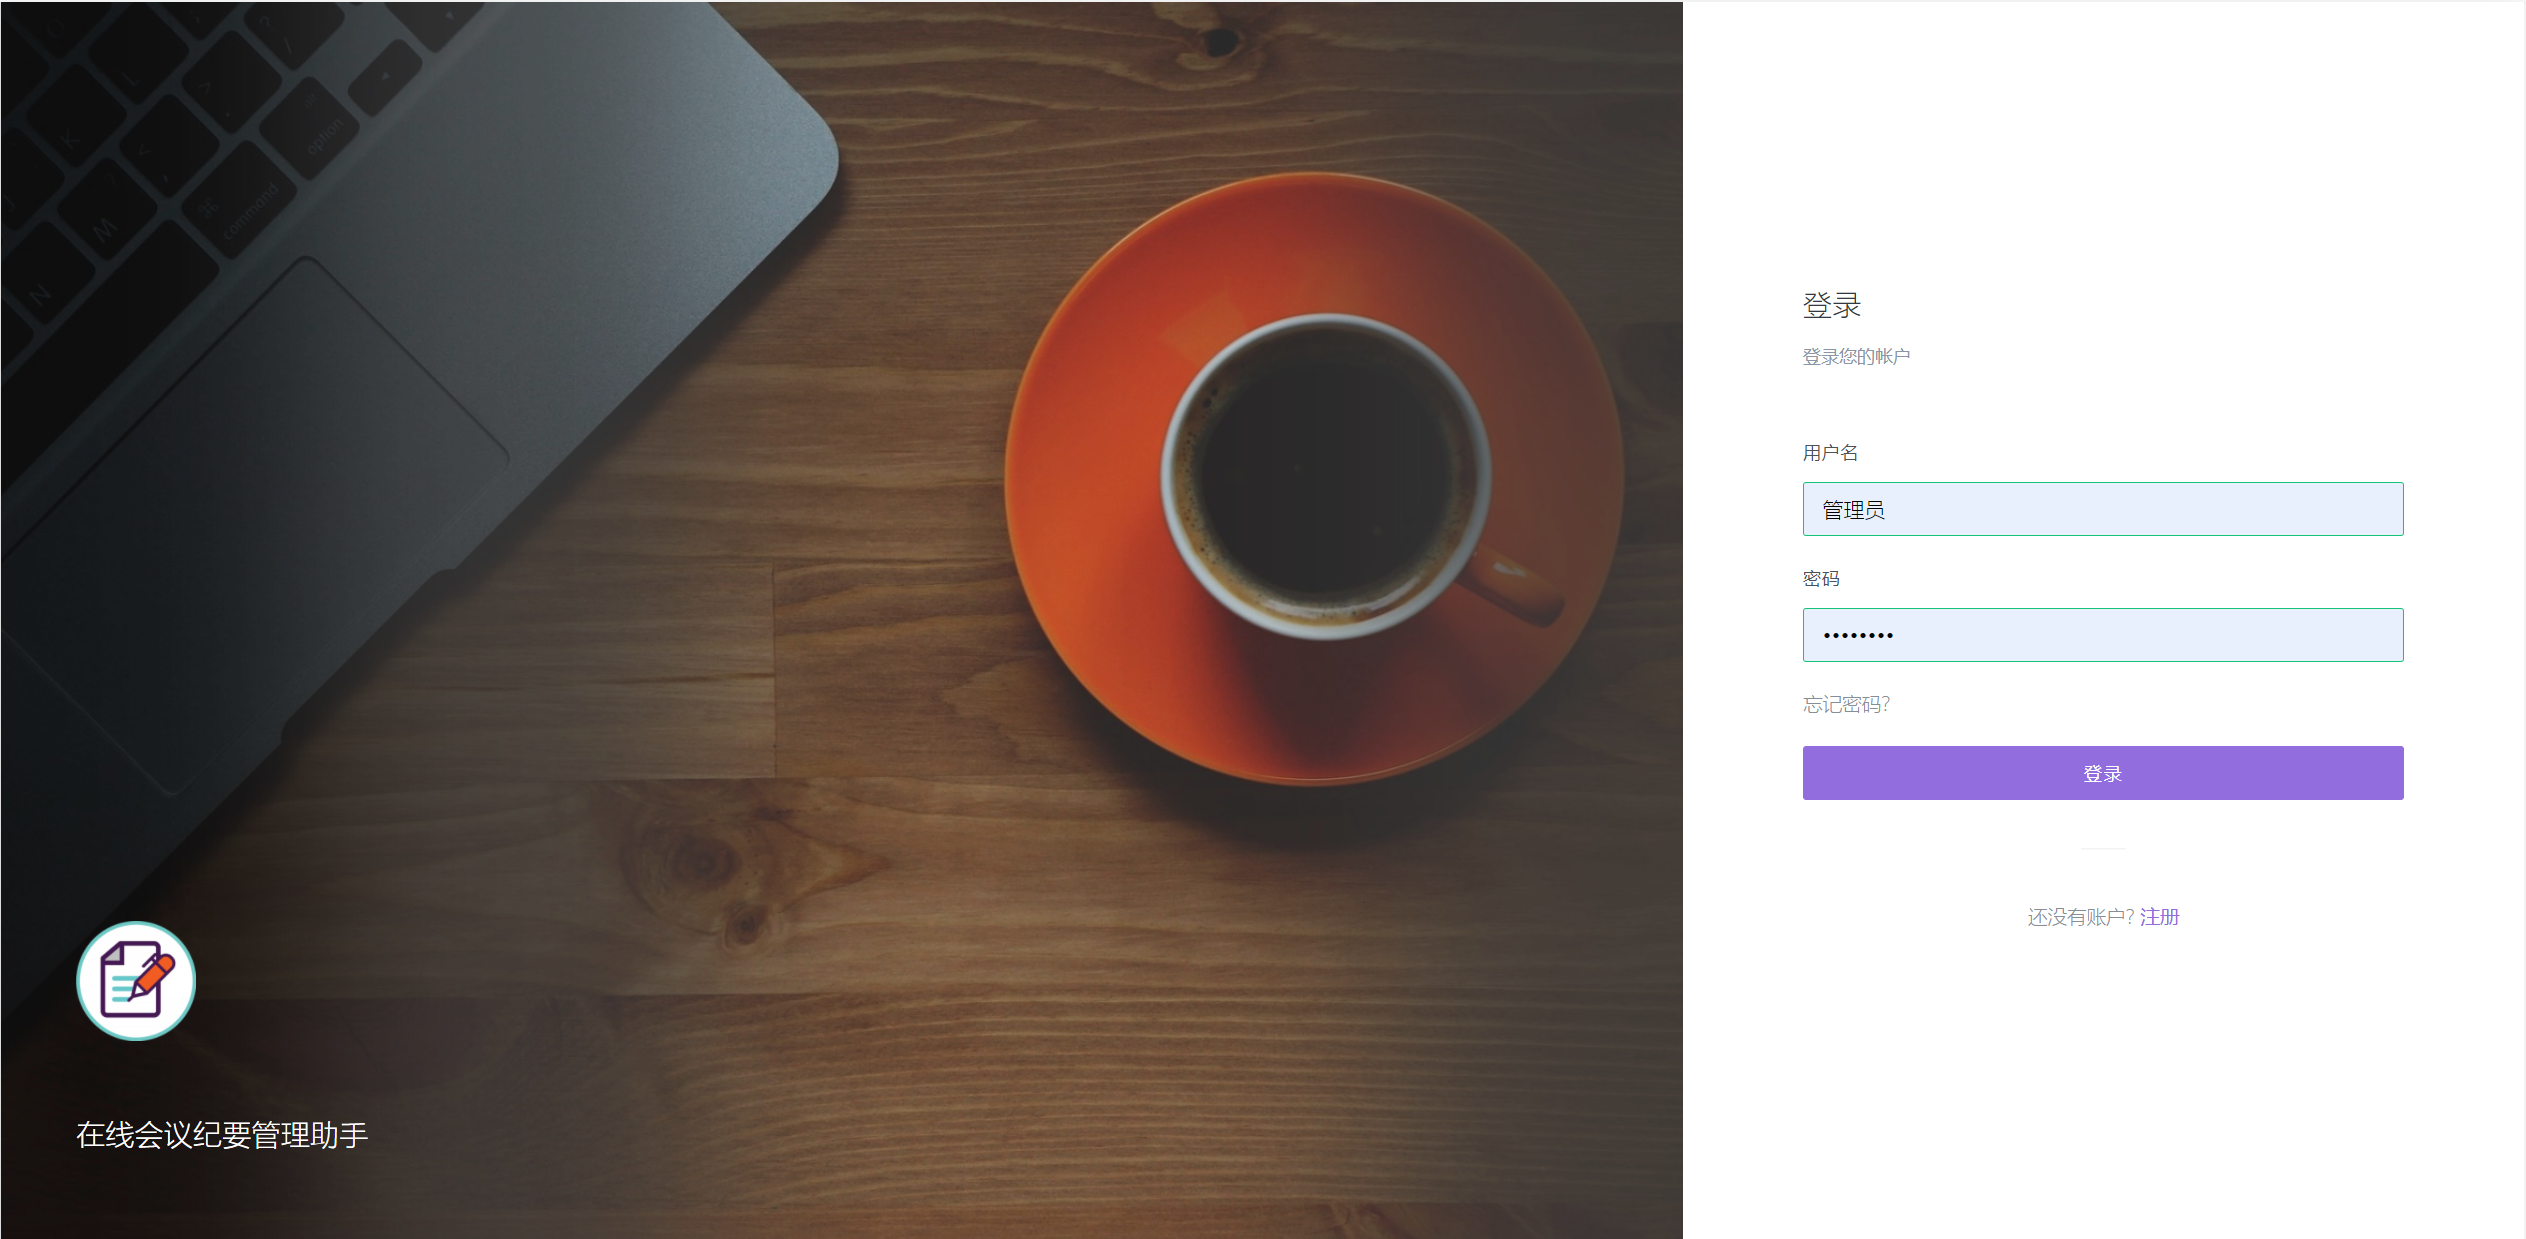 option
command
在线会议纪要管理助手
登录
登录您的帐户
用户名
管理员
密码
••••••••
忘记密码?
登录
还没有账户? 注册